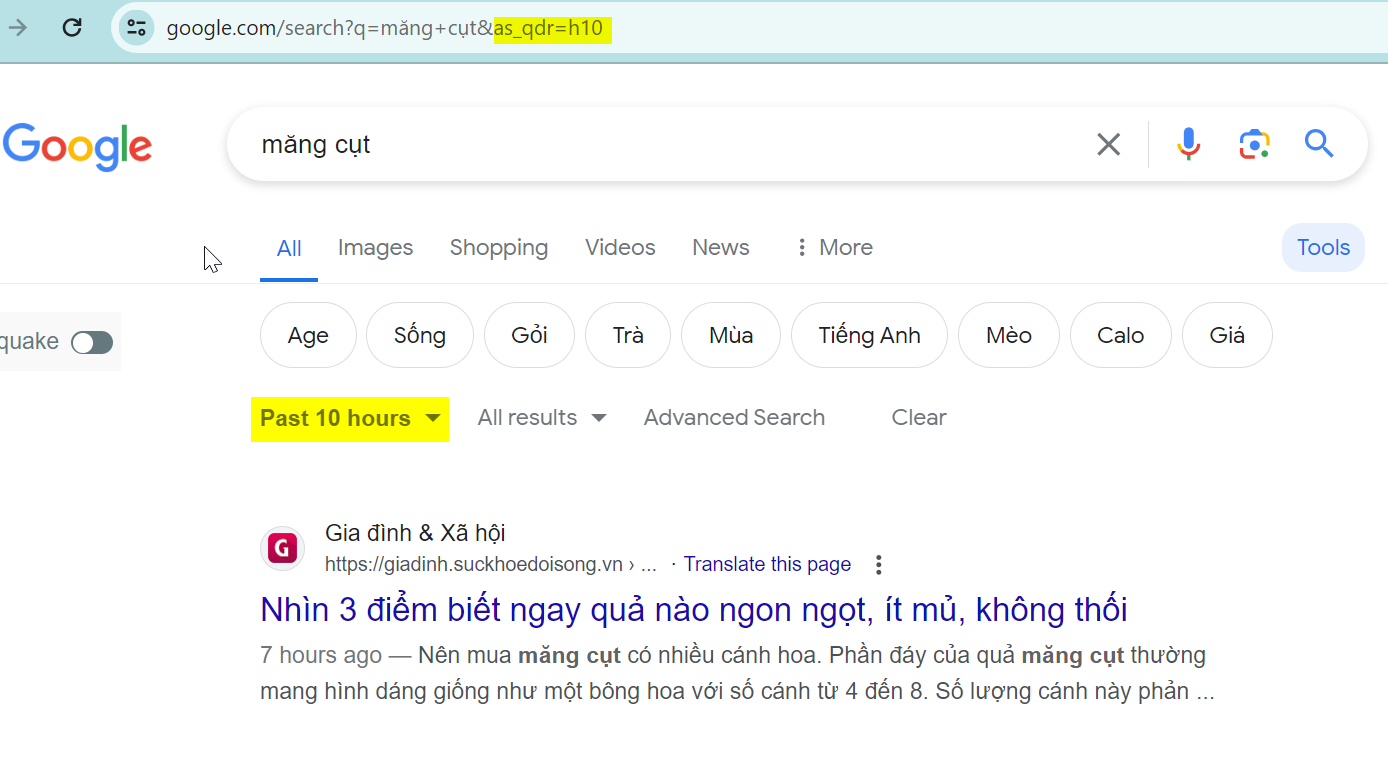 google.com/search?q=măng+cụt&as_qdr=h10
Google
măng cụt
All Images Shopping Videos News More Tools
Age Sống Gỏi Trà Mùa Tiếng Anh Mèo Calo Giá
quake
Past 10 hours All results Advanced Search Clear
G Gia đình & Xã hội
https://giadinh.suckhoedoisong.vn › ... · Translate this page
Nhìn 3 điểm biết ngay quả nào ngon ngọt, ít mủ, không thối
7 hours ago — Nên mua măng cụt có nhiều cánh hoa. Phần đáy của quả măng cụt thường
mang hình dáng giống như một bông hoa với số cánh từ 4 đến 8. Số lượng cánh này phản ...